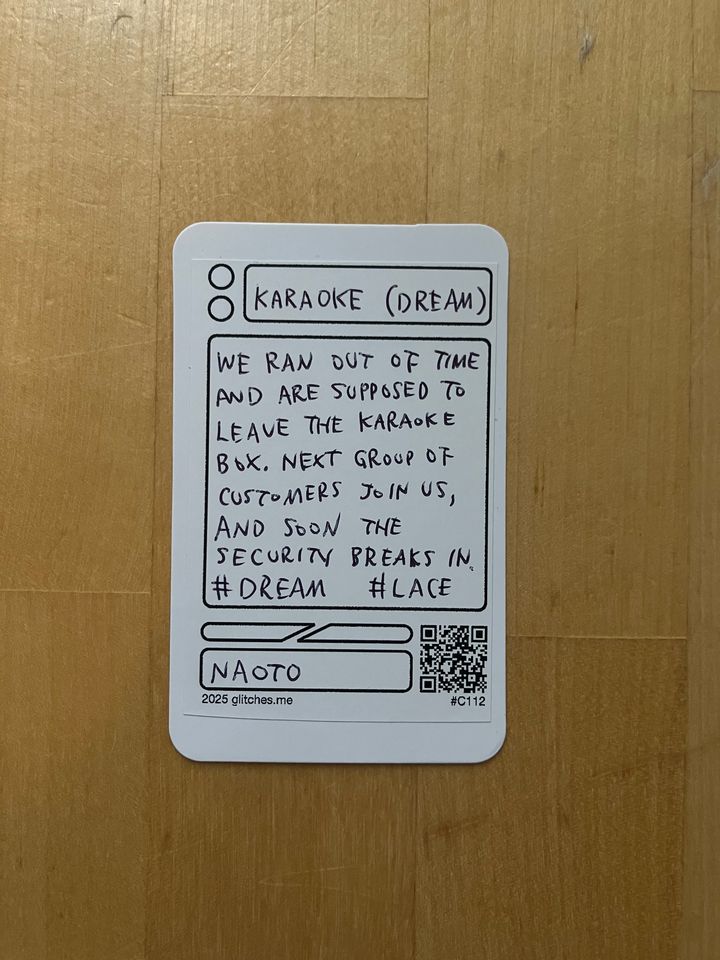 KARAOKE (DREAM)
WE RAN OUT OF TIME
AND ARE SUPPOSED TO
LEAVE THE KARAOKE
BOX. NEXT GROUP OF
CUSTOMERS JOIN US,
AND SOON THE
SECURITY BREAKS IN.
#DREAM #LACE
NAOTO
2025 glitches.me
#C112